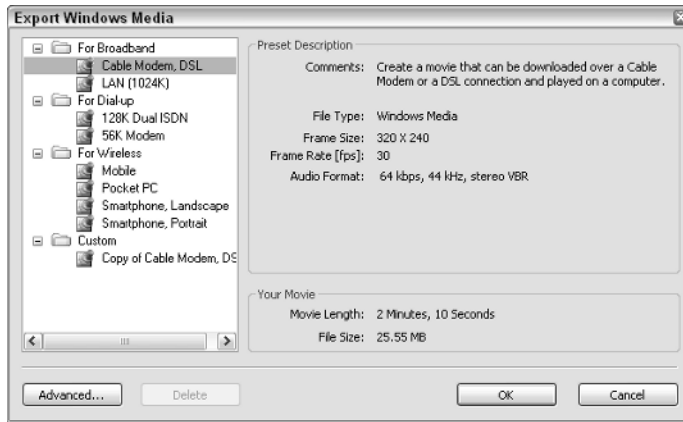 Export Windows Media
For Broadband
Cable Modem, DSL
LAN (1024K)
For Dial-up
128K Dual ISDN
56K Modem
For Wireless
Mobile
Pocket PC
Smartphone, Landscape
Smartphone, Portrait
Custom
Copy of Cable Modem, DS
Preset Description
Comments: Create a movie that can be downloaded over a Cable
Modem or a DSL connection and played on a computer.
File Type: Windows Media
Frame Size: 320 X 240
Frame Rate [fps]: 30
Audio Format: 64 kbps, 44 kHz, stereo VBR
Your Movie
Movie Length: 2 Minutes, 10 Seconds
File Size: 25.55 MB
Advanced... Delete OK Cancel